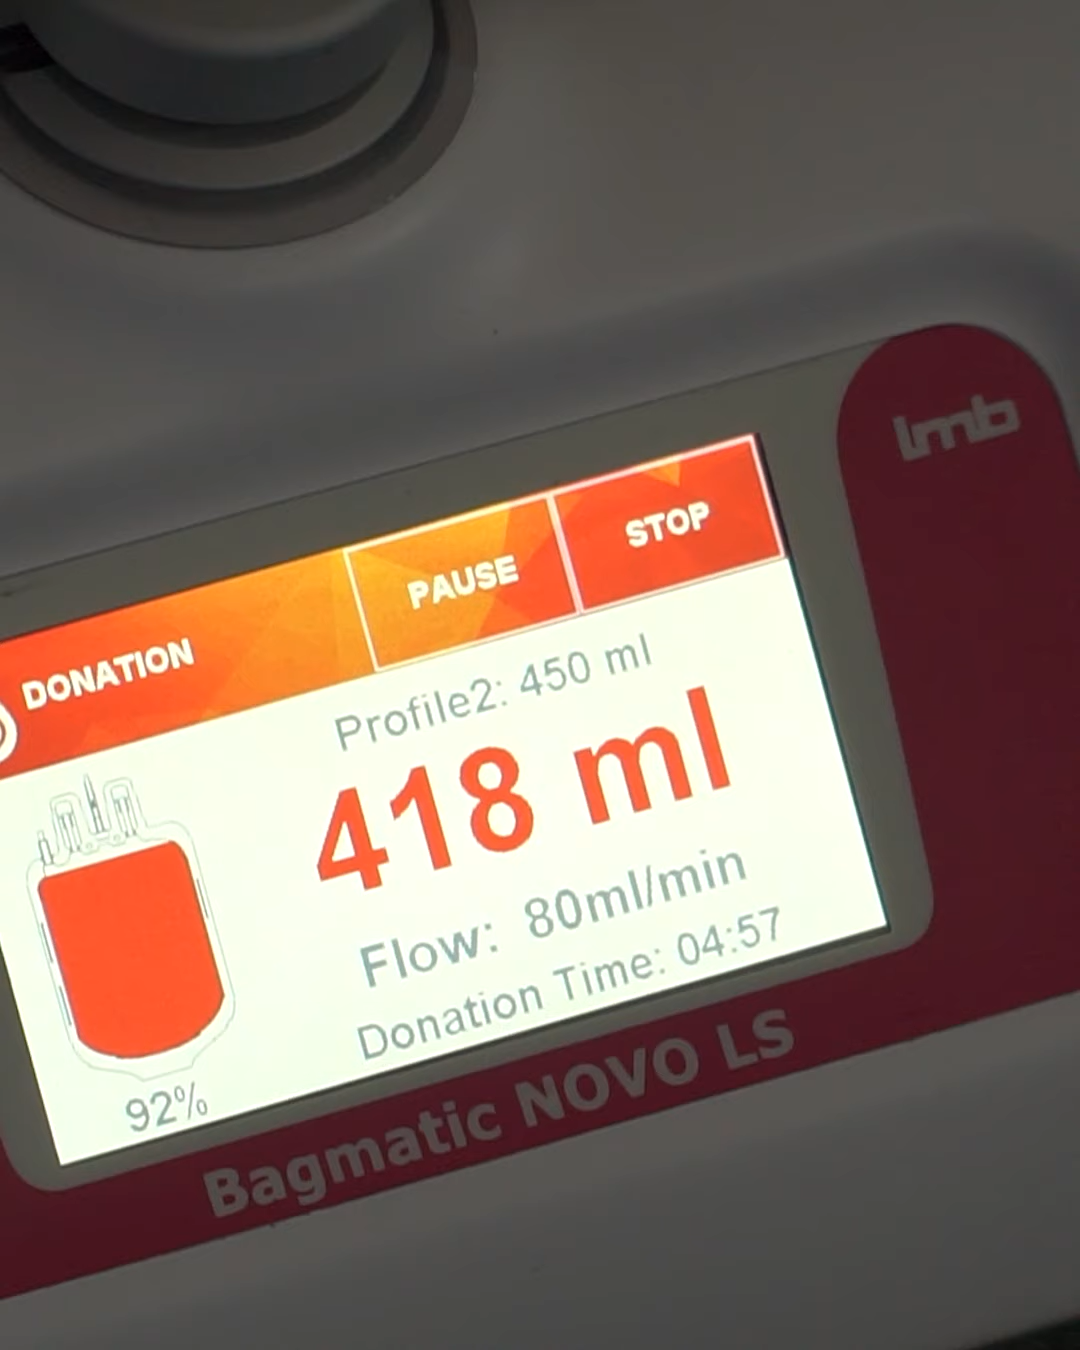 lmb
DONATION PAUSE STOP
Profile2: 450 ml
418 ml
Flow: 80ml/min
Donation Time: 04:57
92%
Bagmatic NOVO LS